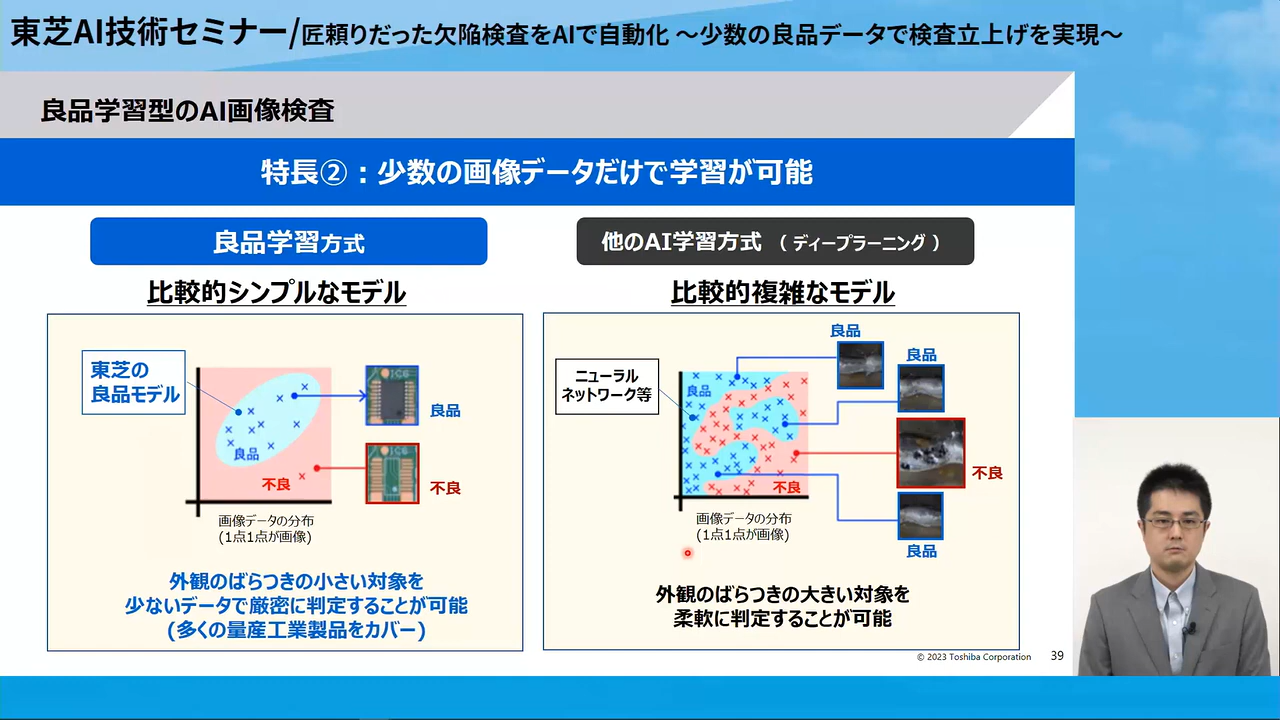 東芝AI技術セミナー/匠頼りだった欠陥検査をAIで自動化 ～少数の良品データで検査立上げを実現～
良品学習型のAI画像検査
特長②：少数の画像データだけで学習が可能
良品学習方式
比較的シンプルなモデル
東芝の
良品モデル
良品
不良
IC6
良品
IC6
不良
画像データの分布
(1点1点が画像)
外観のばらつきの小さい対象を
少ないデータで厳密に判定することが可能
(多くの量産工業製品をカバー)
他のAI学習方式 （ ディープラーニング ）
比較的複雑なモデル
ニューラル
ネットワーク等
良品
不良
良品
良品
不良
良品
画像データの分布
(1点1点が画像)
外観のばらつきの大きい対象を
柔軟に判定することが可能
© 2023 Toshiba Corporation 39